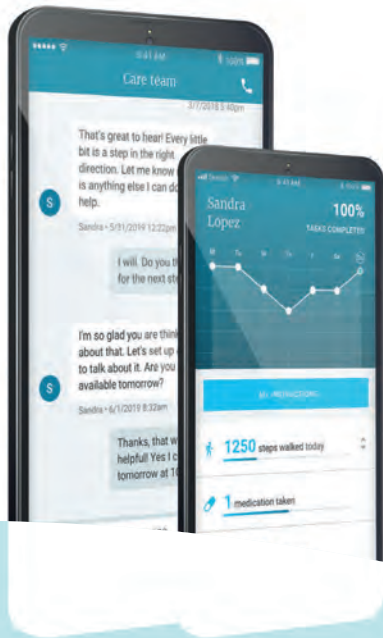 9:41 AM
100%
Care team
3/7/2018 5:40pm
That's great to hear! Every little
bit is a step in the right
direction. Let me know
is anything else I can do
help.
S
Sandra • 5/31/2019 12:22pm
I will. Do you
for the next
I'm so glad you are
about that. Let's set up
to talk about it. Are you
available tomorrow?
S
Sandra • 6/1/2019 8:32am
Thanks, that
helpful! Yes I
tomorrow at
9:41 AM
Sandra
Lopez
100%
TASKS COMPLETED
M Tu W Th F Sa Su
MY INSTRUCTIONS
1250 steps walked today
1 medication taken